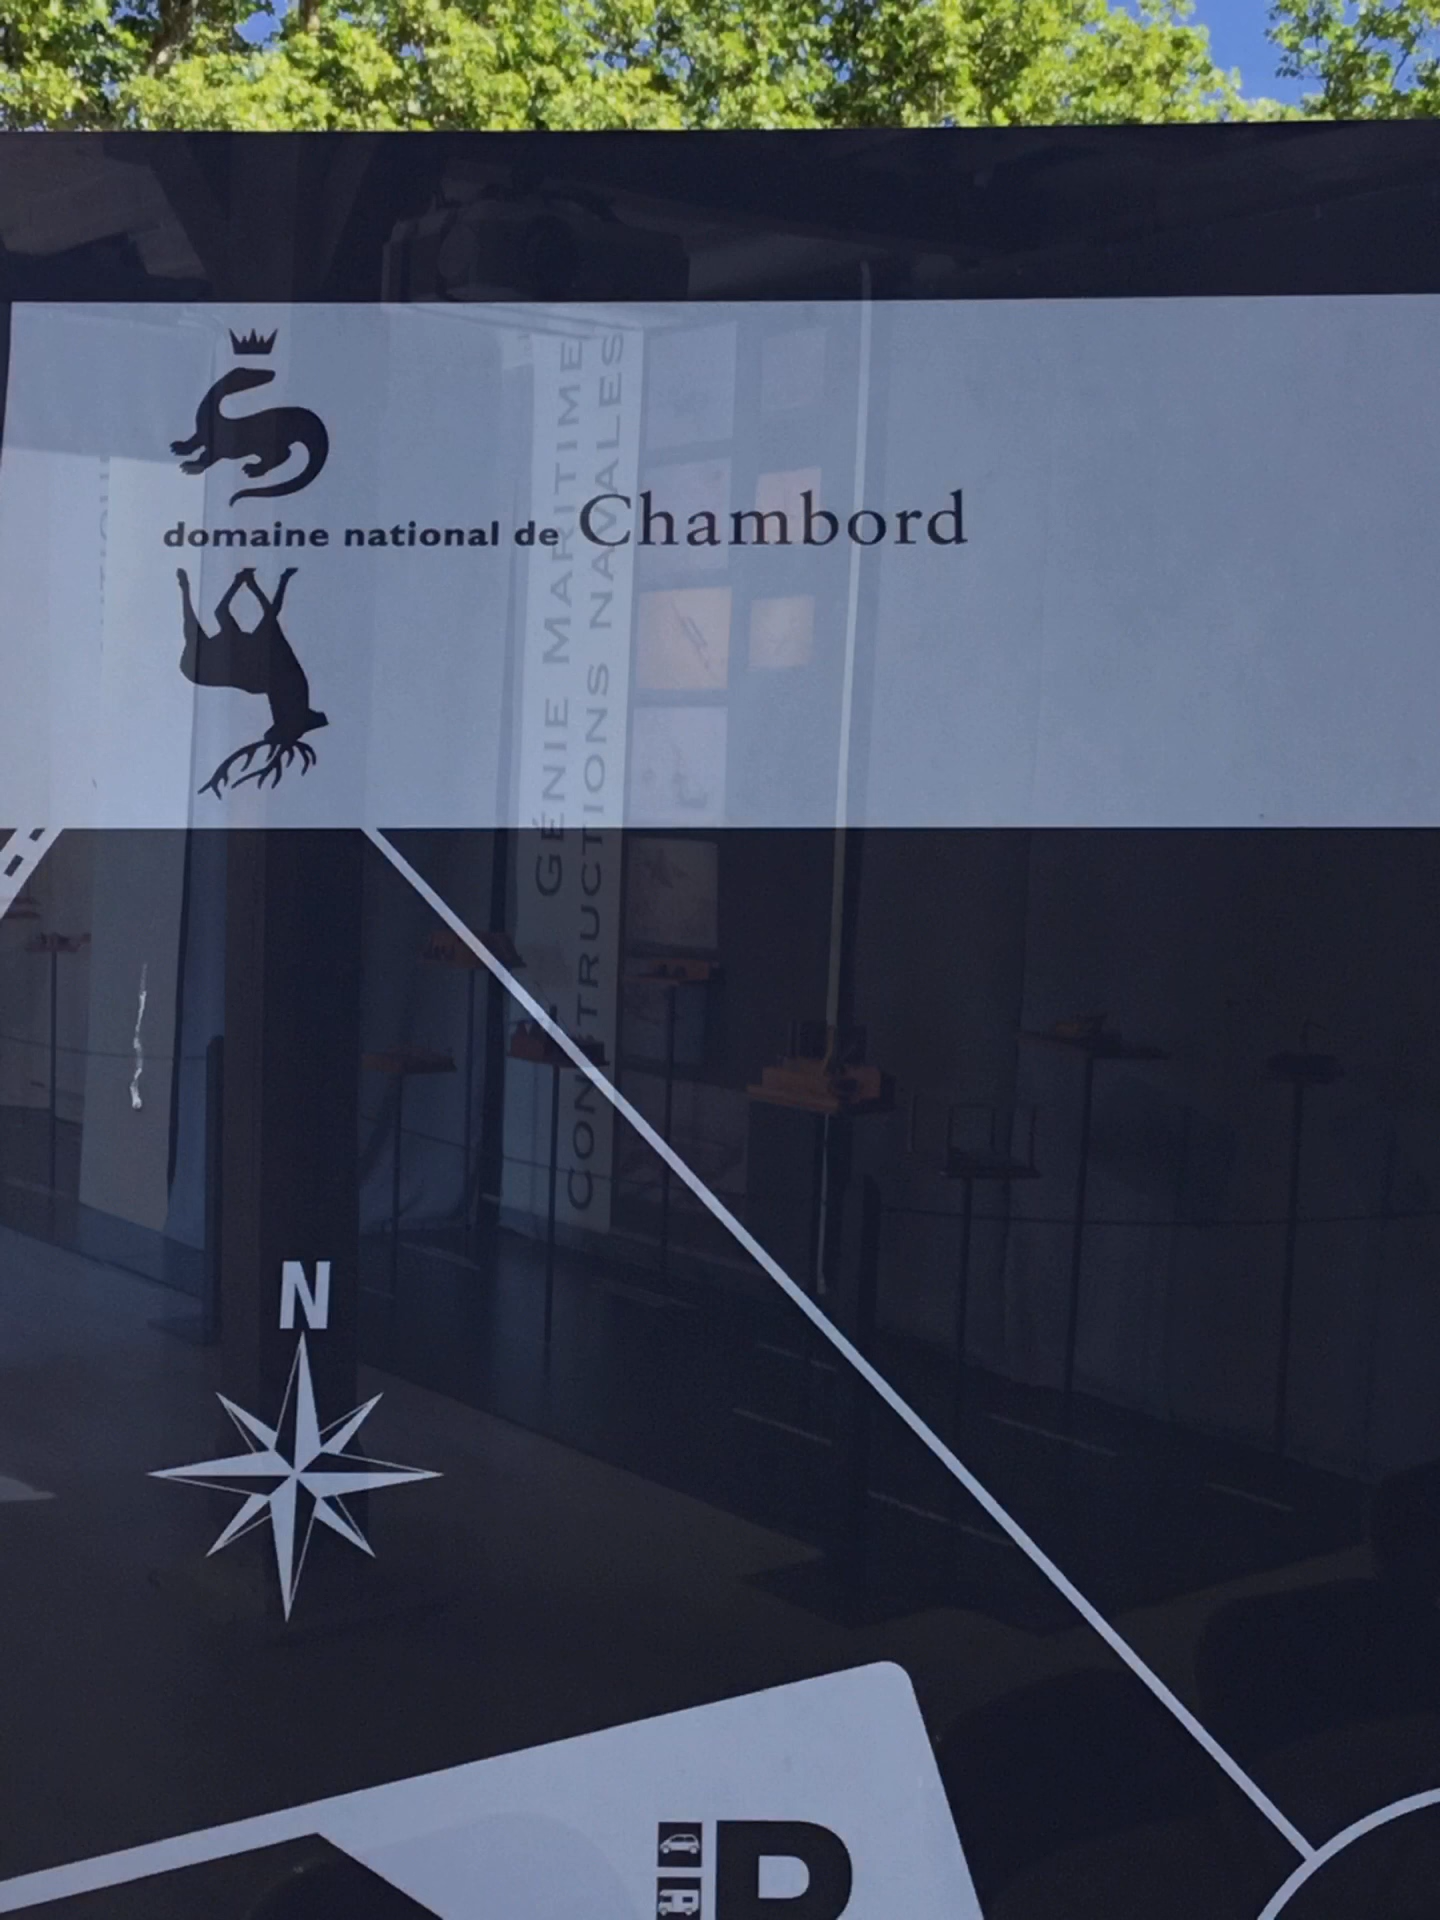 domaine national de Chambord
GÉNIE MARITIME
CONSTRUCTIONS NAVALES
N
P